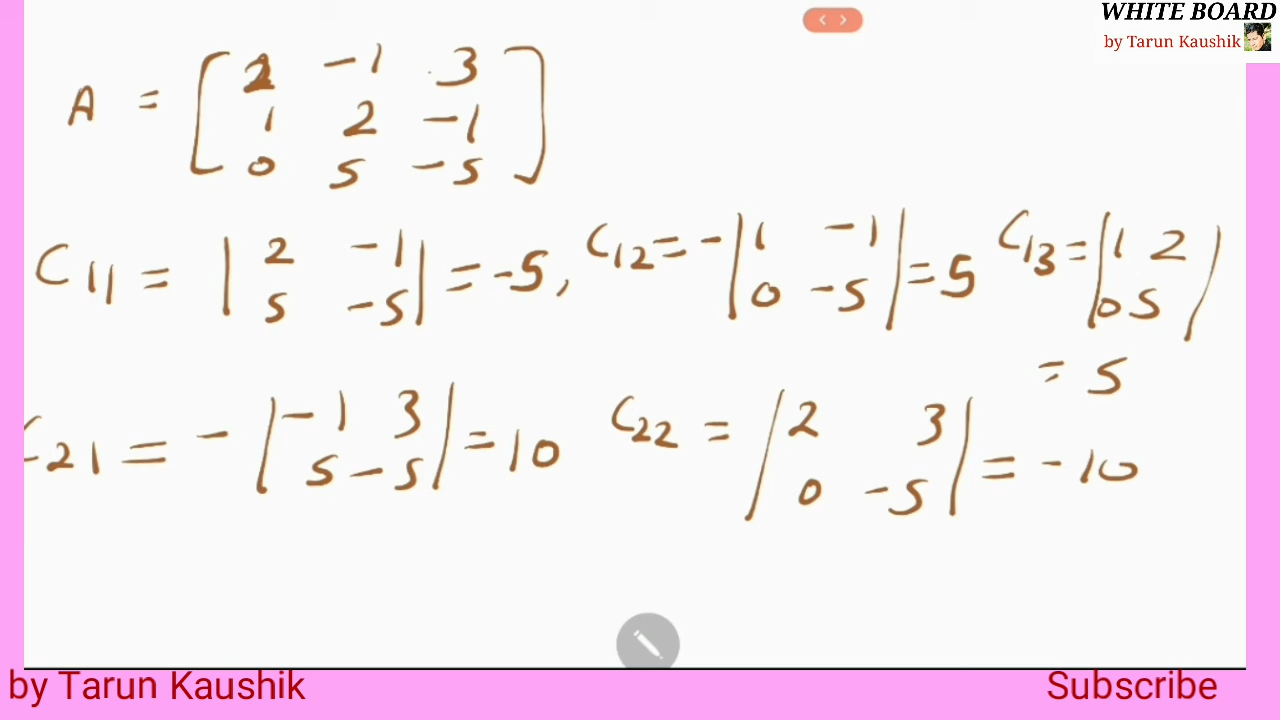 WHITE BOARD
by Tarun Kaushik
A = [ 2 -1 3
1 2 -1
0 5 -5 ]
C11 = | 2 -1 | = -5, C12 = - | 1 -1 | = 5 C13 = | 1 2 |
5 -5 0 -5 0 5
= 5
C21 = - | -1 3 | = 10 C22 = | 2 3 | = -10
5 -5 0 -5
by Tarun Kaushik Subscribe